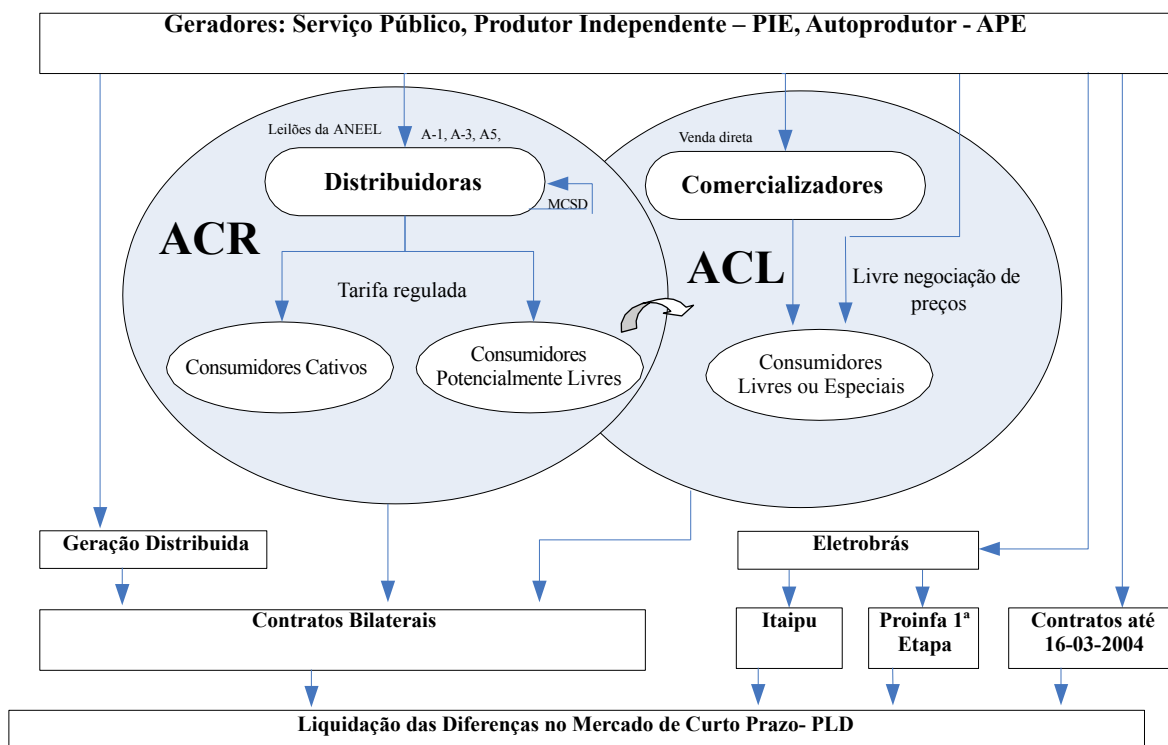 Geradores: Serviço Público, Produtor Independente – PIE, Autoprodutor - APE
Leilões da ANEEL
A-1, A-3, A5,
Venda direta
Distribuidoras
Comercializadores
MCSD
ACR
ACL
Tarifa regulada
Livre negociação de
preços
Consumidores Cativos
Consumidores
Potencialmente Livres
Consumidores
Livres ou Especiais
Geração Distribuida
Eletrobrás
Contratos Bilaterais
Itaipu
Proinfa 1ª
Etapa
Contratos até
16-03-2004
Liquidação das Diferenças no Mercado de Curto Prazo- PLD